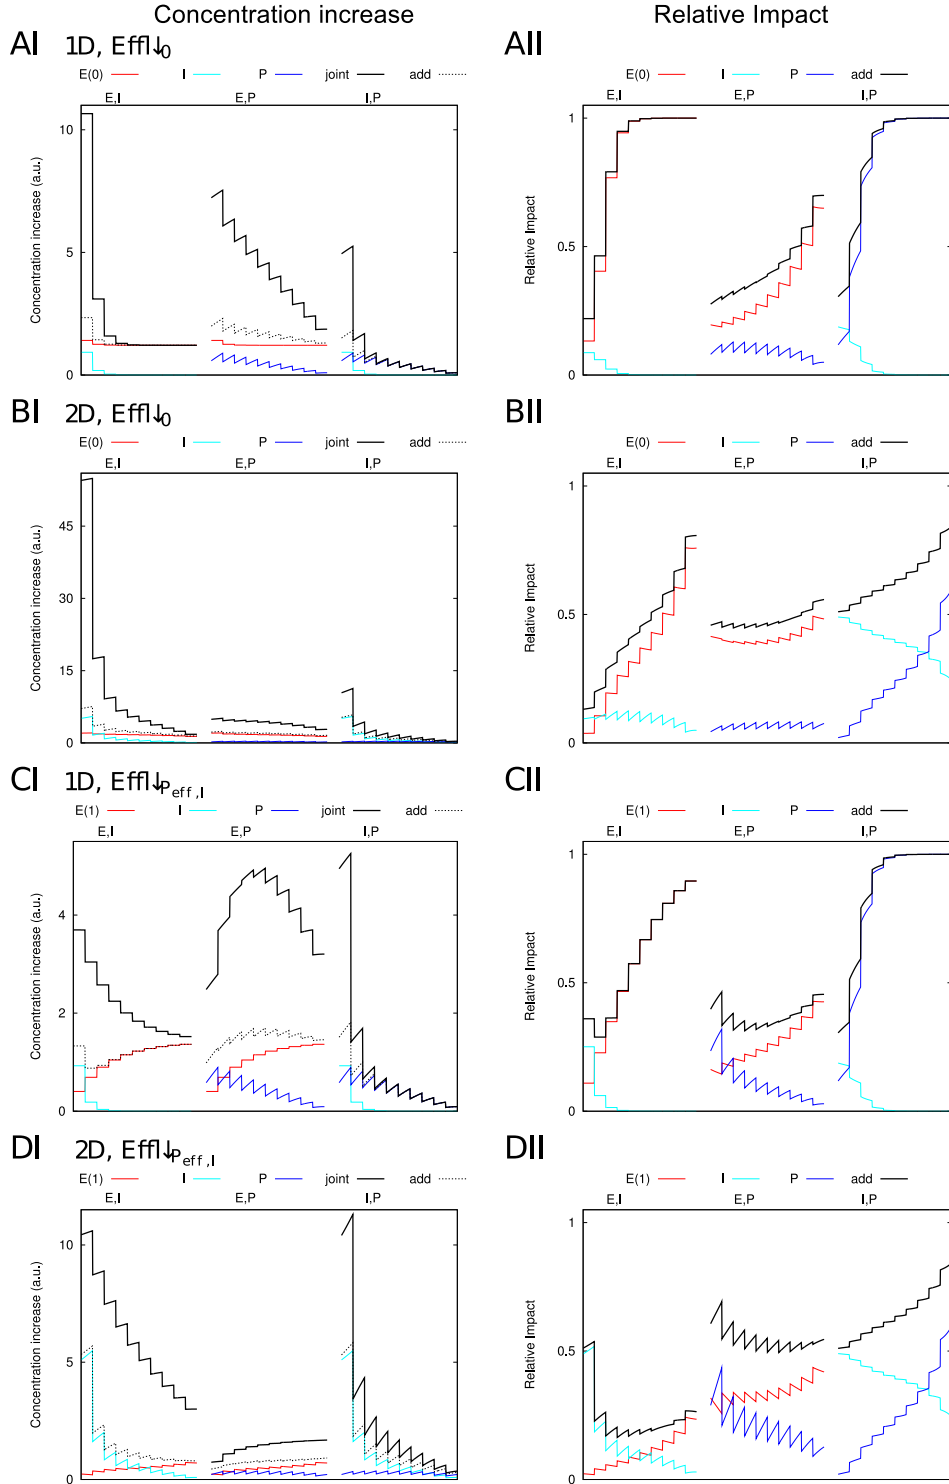 Concentration increase
Relative Impact
AI 1D, Effl↓0
AII
E(0) I P joint add
E(0) I P add
E,I E,P I,P
E,I E,P I,P
Concentration increase (a.u.)
10
5
0
Relative Impact
1
0.5
0
BI 2D, Effl↓0
BII
E(0) I P joint add
E(0) I P add
E,I E,P I,P
E,I E,P I,P
Concentration increase (a.u.)
45
30
15
0
Relative Impact
1
0.5
0
CI 1D, Effl↓Peff,I
CII
E(1) I P joint add
E(1) I P add
E,I E,P I,P
E,I E,P I,P
Concentration increase (a.u.)
4
2
0
Relative Impact
1
0.5
0
DI 2D, Effl↓Peff,I
DII
E(1) I P joint add
E(1) I P add
E,I E,P I,P
E,I E,P I,P
Concentration increase (a.u.)
10
5
0
Relative Impact
1
0.5
0